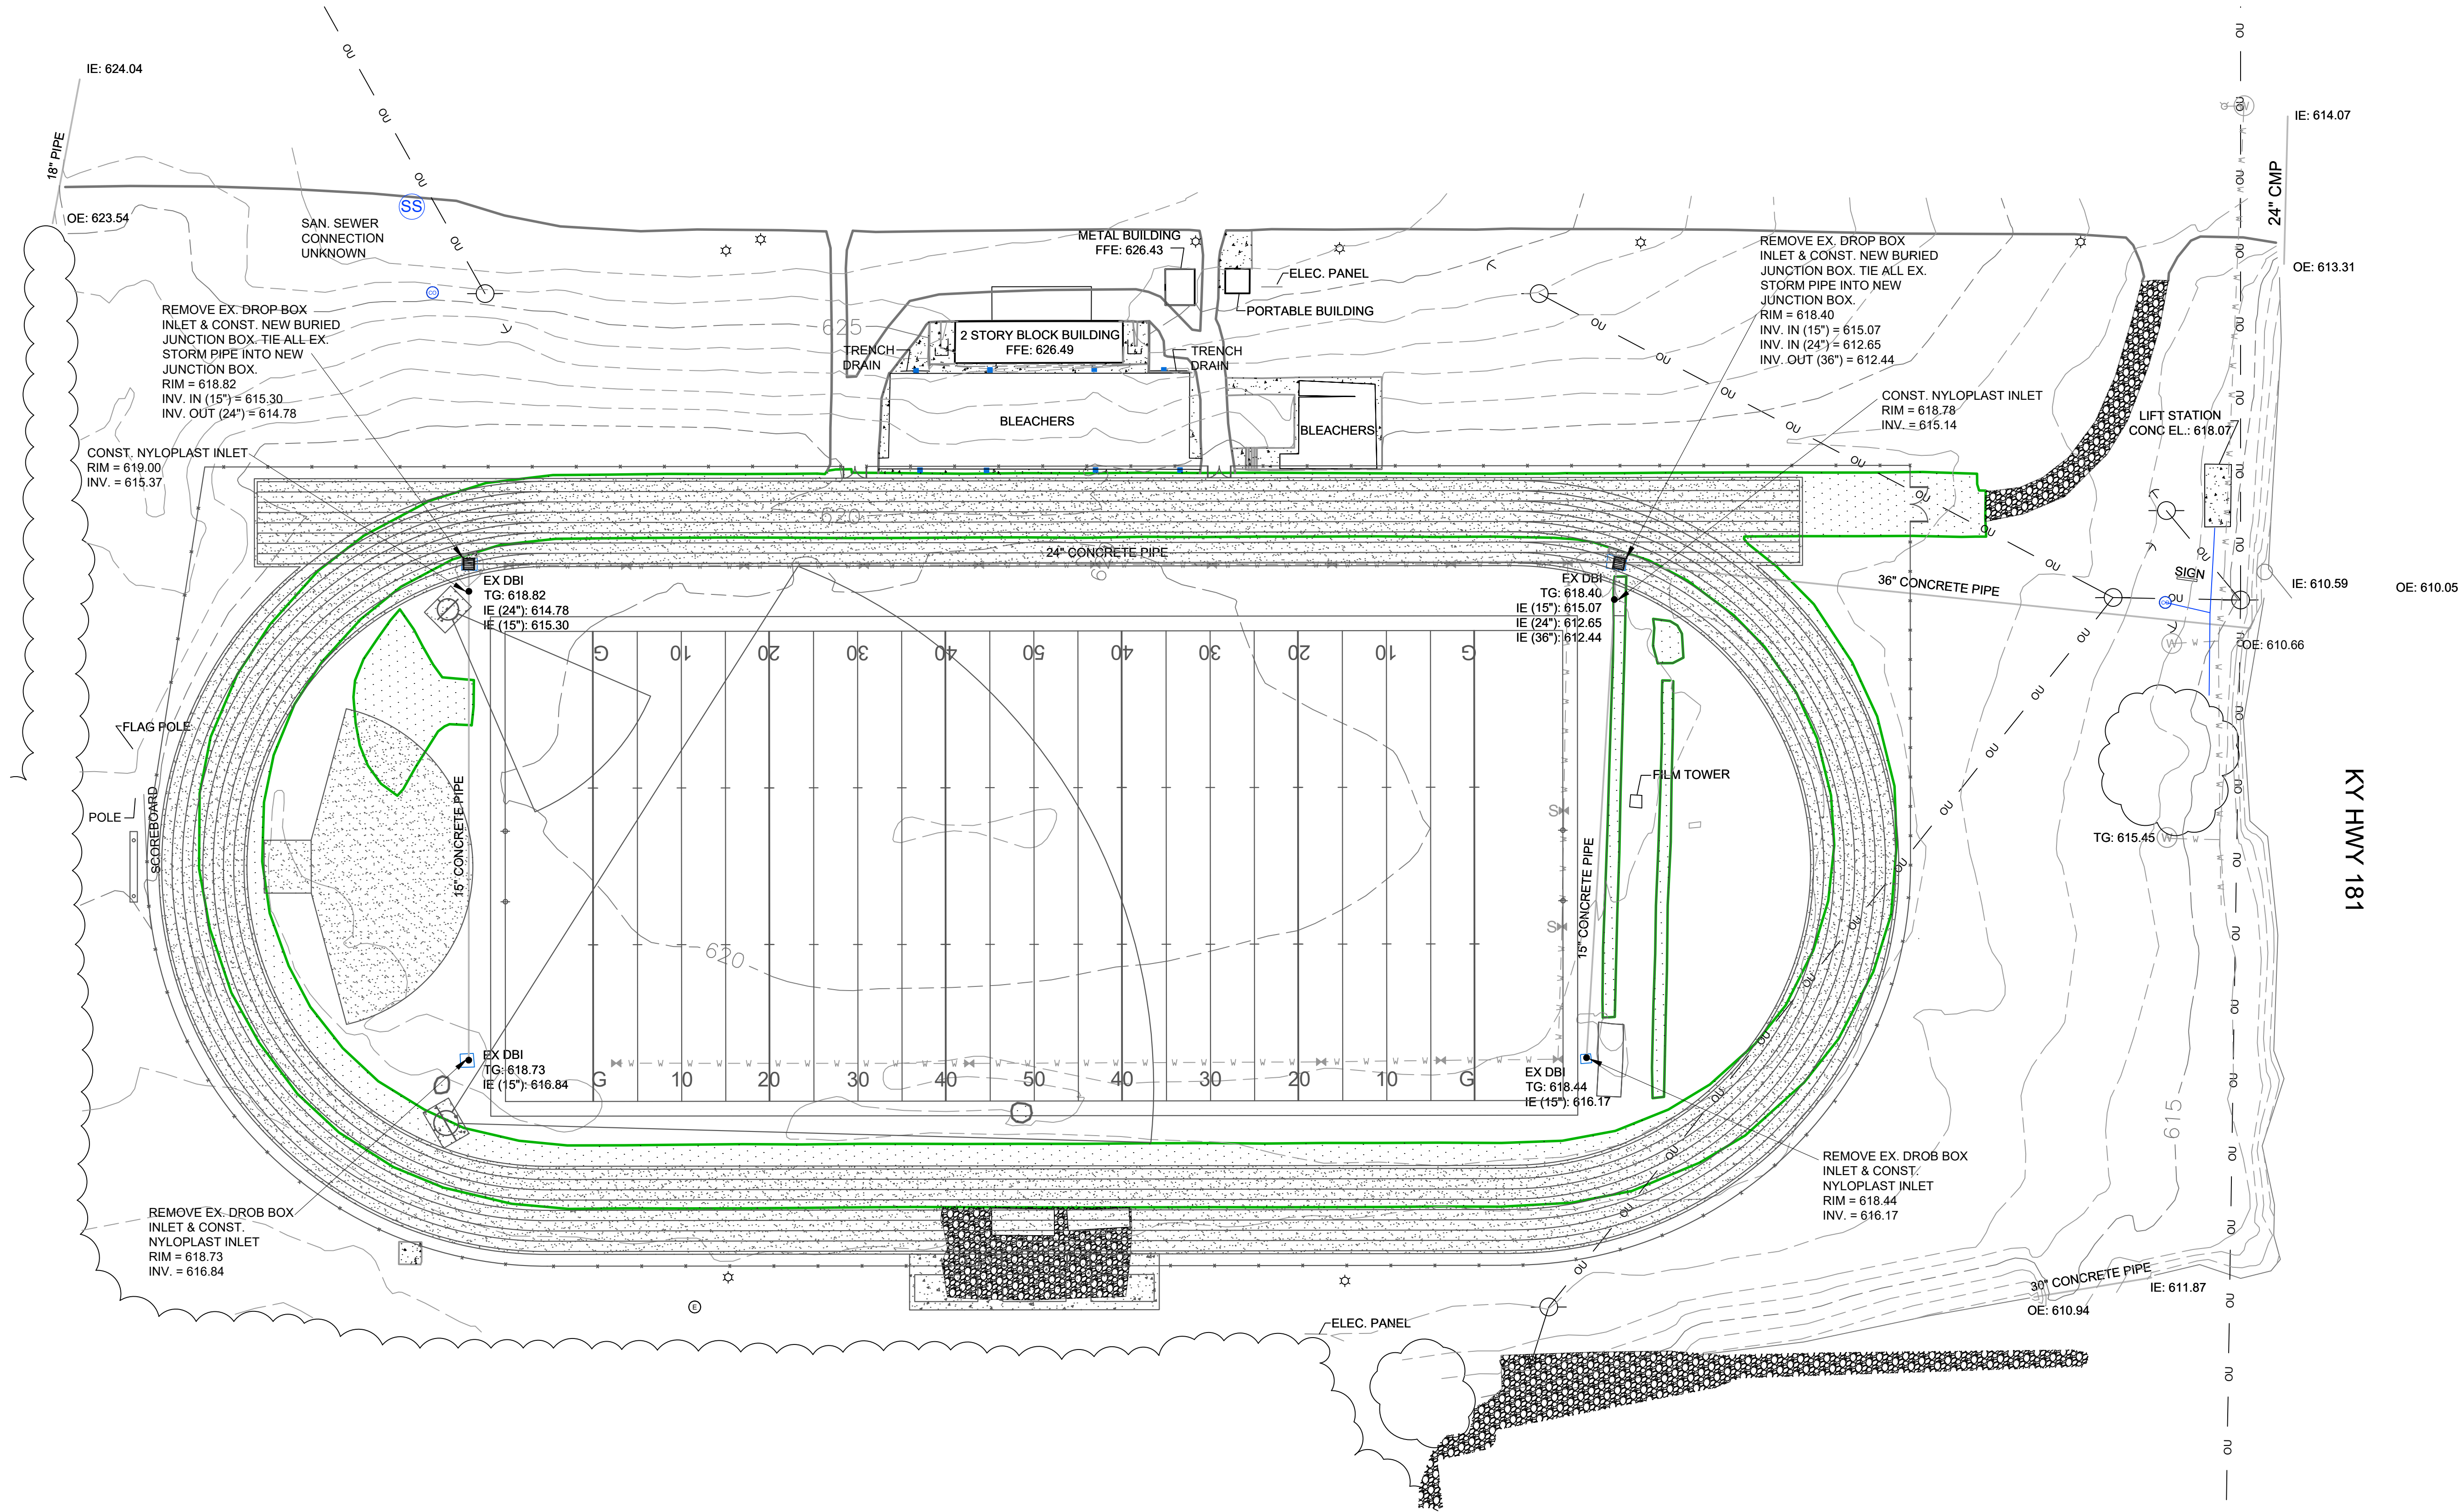 IE: 624.04
18" PIPE
OE: 623.54
SS
SAN. SEWER
CONNECTION
UNKNOWN
CO
REMOVE EX. DROP BOX
INLET & CONST. NEW BURIED
JUNCTION BOX. TIE ALL EX.
STORM PIPE INTO NEW
JUNCTION BOX.
RIM = 618.82
INV. IN (15") = 615.30
INV. OUT (24") = 614.78
CONST. NYLOPLAST INLET
RIM = 619.00
INV. = 615.37
METAL BUILDING
FFE: 626.43
ELEC. PANEL
PORTABLE BUILDING
625
2 STORY BLOCK BUILDING
FFE: 626.49
TRENCH
DRAIN
TRENCH
DRAIN
BLEACHERS
BLEACHERS
REMOVE EX. DROP BOX
INLET & CONST. NEW BURIED
JUNCTION BOX. TIE ALL EX.
STORM PIPE INTO NEW
JUNCTION BOX.
RIM = 618.40
INV. IN (15") = 615.07
INV. IN (24") = 612.65
INV. OUT (36") = 612.44
CONST. NYLOPLAST INLET
RIM = 618.78
INV. = 615.14
IE: 614.07
24" CMP
OE: 613.31
LIFT STATION
CONC EL.: 618.07
620
24" CONCRETE PIPE
EX DBI
TG: 618.82
IE (24"): 614.78
IE (15"): 615.30
EX DBI
TG: 618.40
IE (15"): 615.07
IE (24"): 612.65
IE (36"): 612.44
36" CONCRETE PIPE
SIGN
CO
IE: 610.59
OE: 610.05
OE: 610.66
G 10 20 30 40 50 40 30 20 10 G
FLAG POLE
POLE
SCOREBOARD
15" CONCRETE PIPE
FILM TOWER
15" CONCRETE PIPE
S
S
TG: 615.45
KY HWY 181
620
EX DBI
TG: 618.73
IE (15"): 616.84
G 10 20 30 40 50 40 30 20 10 G
EX DBI
TG: 618.44
IE (15"): 616.17
615
REMOVE EX. DROB BOX
INLET & CONST.
NYLOPLAST INLET
RIM = 618.73
INV. = 616.84
REMOVE EX. DROB BOX
INLET & CONST.
NYLOPLAST INLET
RIM = 618.44
INV. = 616.17
E
30" CONCRETE PIPE
IE: 611.87
OE: 610.94
ELEC. PANEL